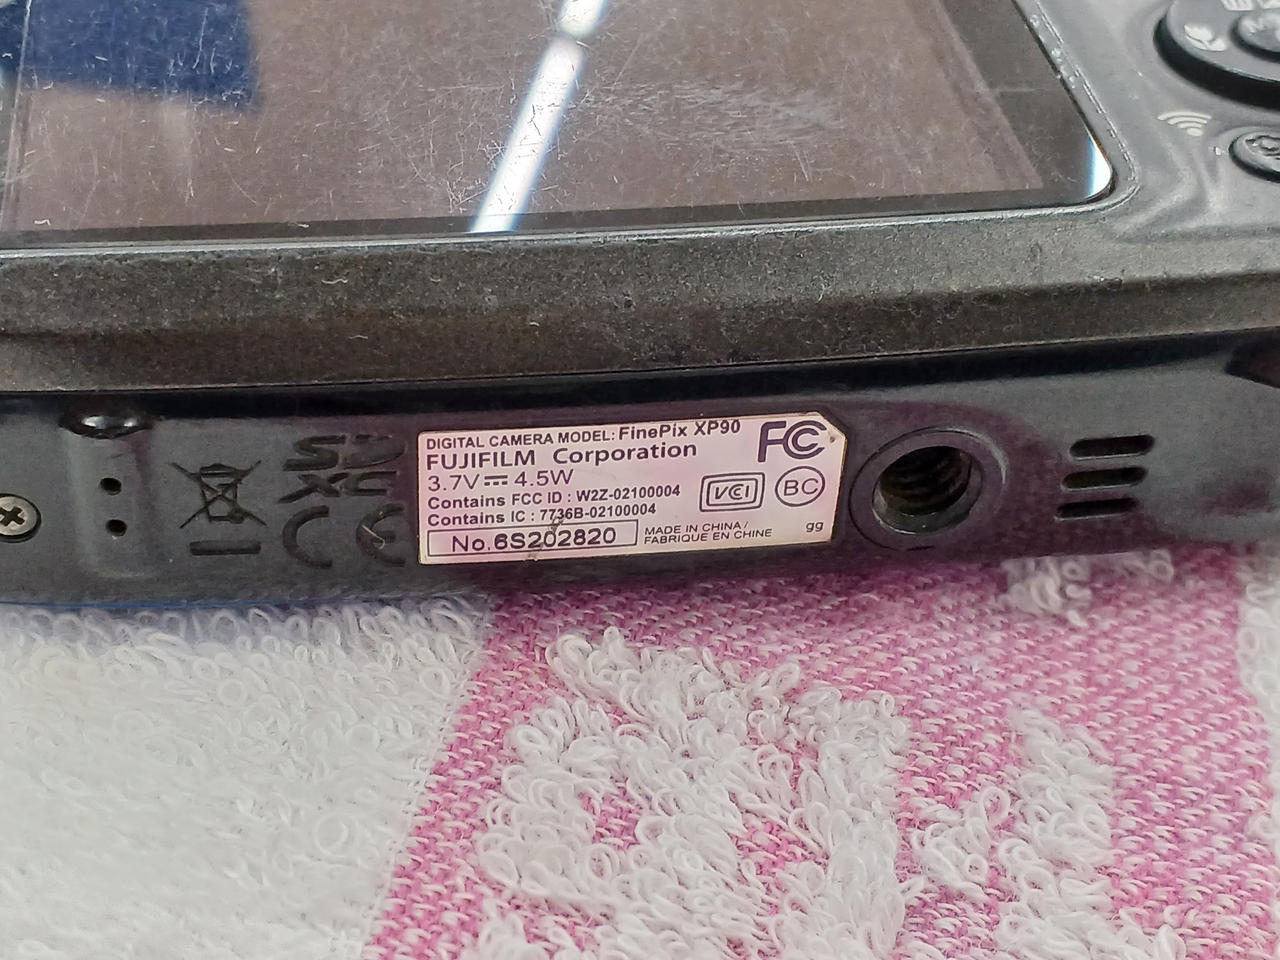 DIGITAL CAMERA MODEL: FinePix XP90
FUJIFILM Corporation
3.7V⎓ 4.5W
Contains FCC ID : W2Z-02100004
Contains IC : 7736B-02100004
No.6S202820
MADE IN CHINA /
FABRIQUE EN CHINE
gg
FC
VCI
BC
SD
XC
CE